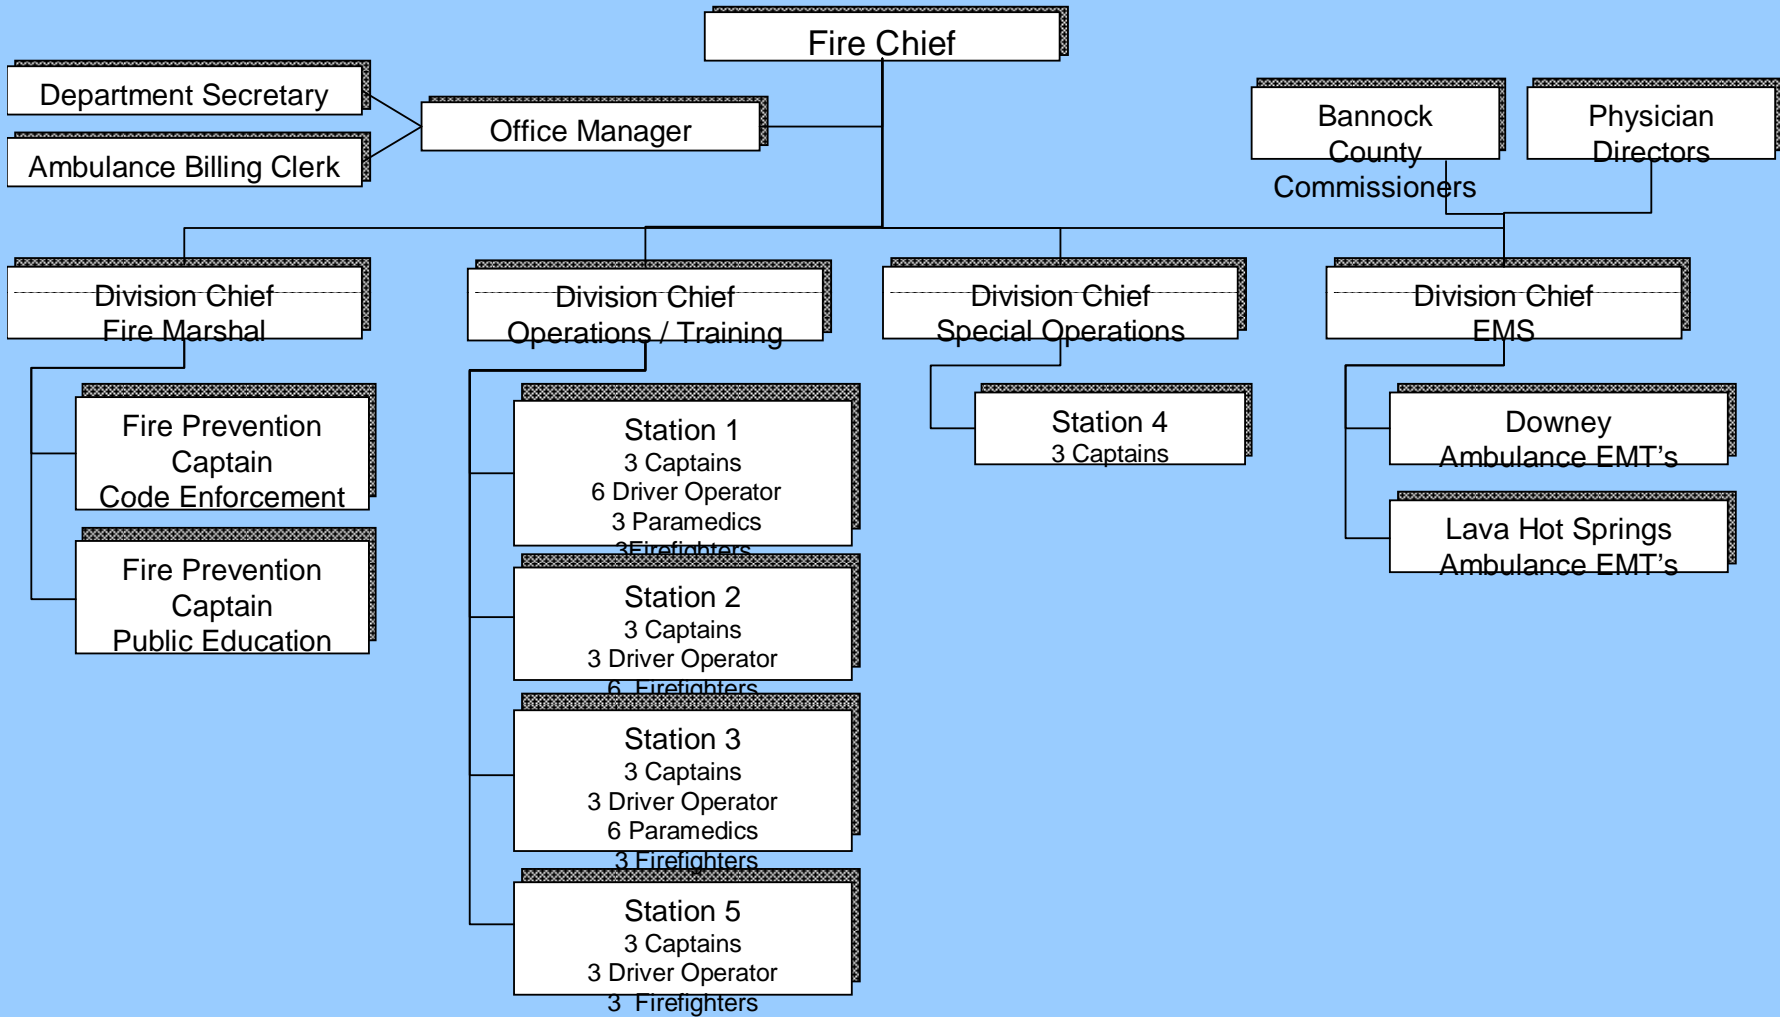 Fire Chief
Department Secretary
Office Manager
Ambulance Billing Clerk
Bannock
County
Commissioners
Physician
Directors
Division Chief
Fire Marshal
Division Chief
Operations / Training
Division Chief
Special Operations
Division Chief
EMS
Fire Prevention
Captain
Code Enforcement
Fire Prevention
Captain
Public Education
Station 1
3 Captains
6 Driver Operator
3 Paramedics
3Firefighters
Station 2
3 Captains
3 Driver Operator
6  Firefighters
Station 3
3 Captains
3 Driver Operator
6 Paramedics
3 Firefighters
Station 5
3 Captains
3 Driver Operator
3  Firefighters
Station 4
3 Captains
Downey
Ambulance EMT’s
Lava Hot Springs
Ambulance EMT’s